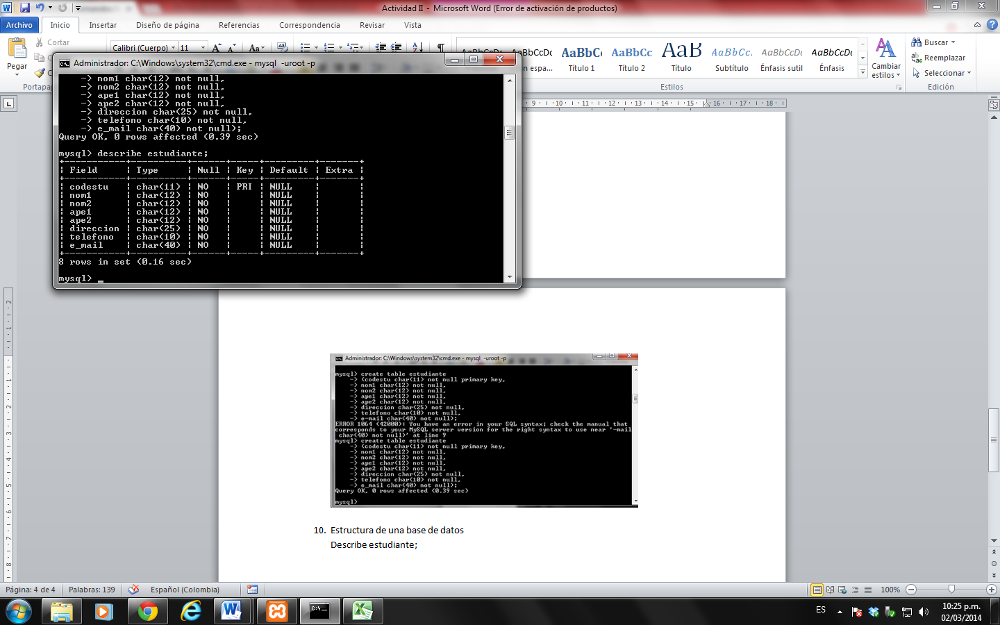 Actividad II - Microsoft Word (Error de activación de productos)
Archivo Inicio Insertar Diseño de página Referencias Correspondencia Revisar Vista
Cortar
Pegar
Calibri (Cuerpo) 11
AaBbCcDc AaBbCc AaBbCc AaB AaBbCc. AaBbCcDc AaBbCcDc
Título 1 Título 2 Título Subtítulo Énfasis sutil Énfasis
Cambiar estilos
Buscar
Reemplazar
Seleccionar
Estilos
Edición
Administrador: C:\Windows\system32\cmd.exe - mysql -uroot -p
-> nom1 char(12) not null,
-> nom2 char(12) not null,
-> ape1 char(12) not null,
-> ape2 char(12) not null,
-> direccion char(25) not null,
-> telefono char(10) not null,
-> e_mail char(40) not null);
Query OK, 0 rows affected (0.39 sec)
mysql> describe estudiante;
+-----------+----------+------+-----+---------+-------+
¦ Field ¦ Type ¦ Null ¦ Key ¦ Default ¦ Extra ¦
+-----------+----------+------+-----+---------+-------+
¦ codestu ¦ char(11) ¦ NO ¦ PRI ¦ NULL ¦ ¦
¦ nom1 ¦ char(12) ¦ NO ¦ ¦ NULL ¦ ¦
¦ nom2 ¦ char(12) ¦ NO ¦ ¦ NULL ¦ ¦
¦ ape1 ¦ char(12) ¦ NO ¦ ¦ NULL ¦ ¦
¦ ape2 ¦ char(12) ¦ NO ¦ ¦ NULL ¦ ¦
¦ direccion ¦ char(25) ¦ NO ¦ ¦ NULL ¦ ¦
¦ telefono ¦ char(10) ¦ NO ¦ ¦ NULL ¦ ¦
¦ e_mail ¦ char(40) ¦ NO ¦ ¦ NULL ¦ ¦
+-----------+----------+------+-----+---------+-------+
8 rows in set (0.16 sec)
mysql> _
9 10 11 12 13 14 15 16 17 18
Administrador: C:\Windows\system32\cmd.exe - mysql -uroot -p
mysql> create table estudiante
-> (codestu char(11) not null primary key,
-> nom1 char(12) not null,
-> nom2 char(12) not null,
-> ape1 char(12) not null,
-> ape2 char(12) not null,
-> direccion char(25) not null,
-> telefono char(10) not null,
-> e-mail char(40) not null);
ERROR 1064 (42000): You have an error in your SQL syntax; check the manual that
corresponds to your MySQL server version for the right syntax to use near '-mail
char(40) not null)' at line 9
mysql> create table estudiante
-> (codestu char(11) not null primary key,
-> nom1 char(12) not null,
-> nom2 char(12) not null,
-> ape1 char(12) not null,
-> ape2 char(12) not null,
-> direccion char(25) not null,
-> telefono char(10) not null,
-> e_mail char(40) not null);
Query OK, 0 rows affected (0.39 sec)
mysql>
10. Estructura de una base de datos
Describe estudiante;
Página: 4 de 4 Palabras: 139 Español (Colombia) 100%
ES 10:25 p.m.
02/03/2014